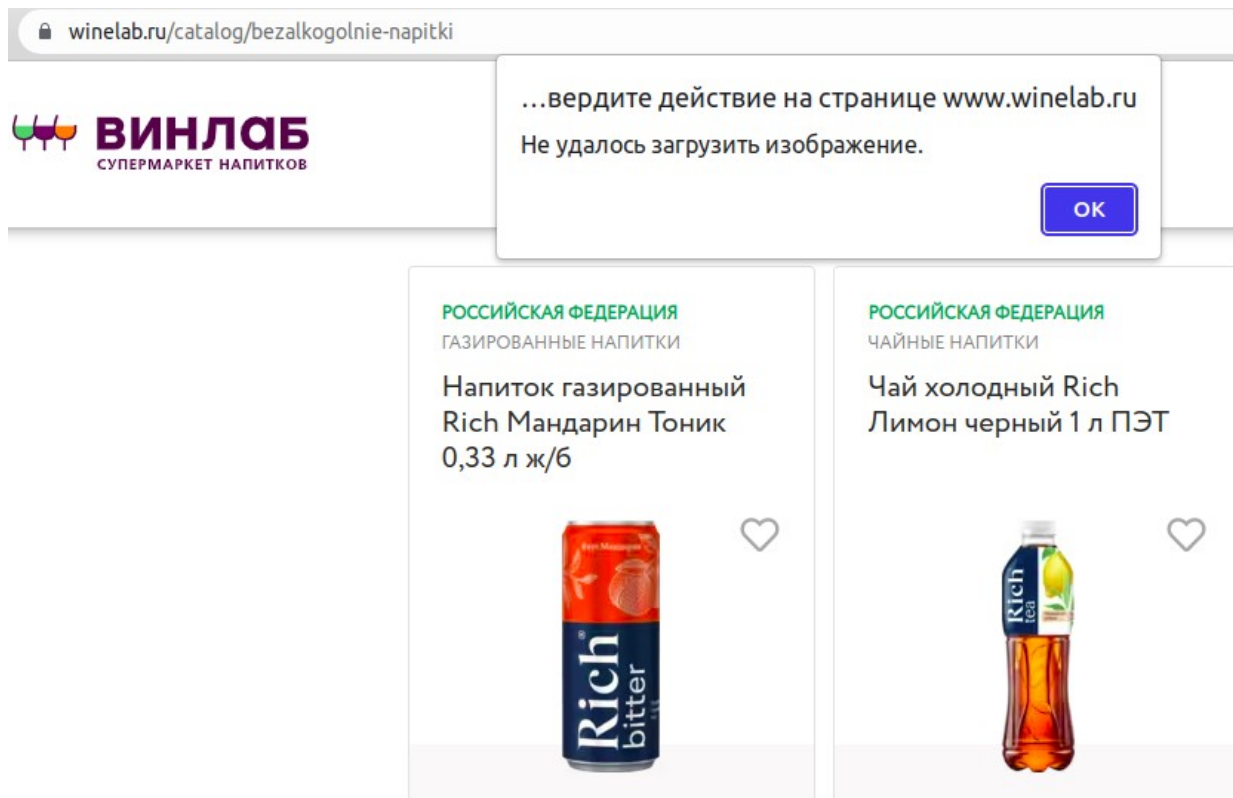 winelab.ru/catalog/bezalkogolnie-napitki
…вердите действие на странице www.winelab.ru
Не удалось загрузить изображение.
ОК
ВИНЛАБ
СУПЕРМАРКЕТ НАПИТКОВ
РОССИЙСКАЯ ФЕДЕРАЦИЯ
ГАЗИРОВАННЫЕ НАПИТКИ
Напиток газированный
Rich Мандарин Тоник
0,33 л ж/б
Rich
bitter
РОССИЙСКАЯ ФЕДЕРАЦИЯ
ЧАЙНЫЕ НАПИТКИ
Чай холодный Rich
Лимон черный 1 л ПЭТ
Rich
tea